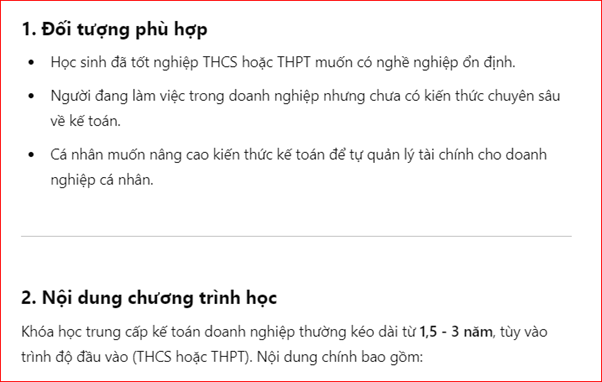 1. Đối tượng phù hợp
• Học sinh đã tốt nghiệp THCS hoặc THPT muốn có nghề nghiệp ổn định.
• Người đang làm việc trong doanh nghiệp nhưng chưa có kiến thức chuyên sâu
về kế toán.
• Cá nhân muốn nâng cao kiến thức kế toán để tự quản lý tài chính cho doanh
nghiệp cá nhân.
2. Nội dung chương trình học
Khóa học trung cấp kế toán doanh nghiệp thường kéo dài từ 1,5 - 3 năm, tùy vào
trình độ đầu vào (THCS hoặc THPT). Nội dung chính bao gồm: